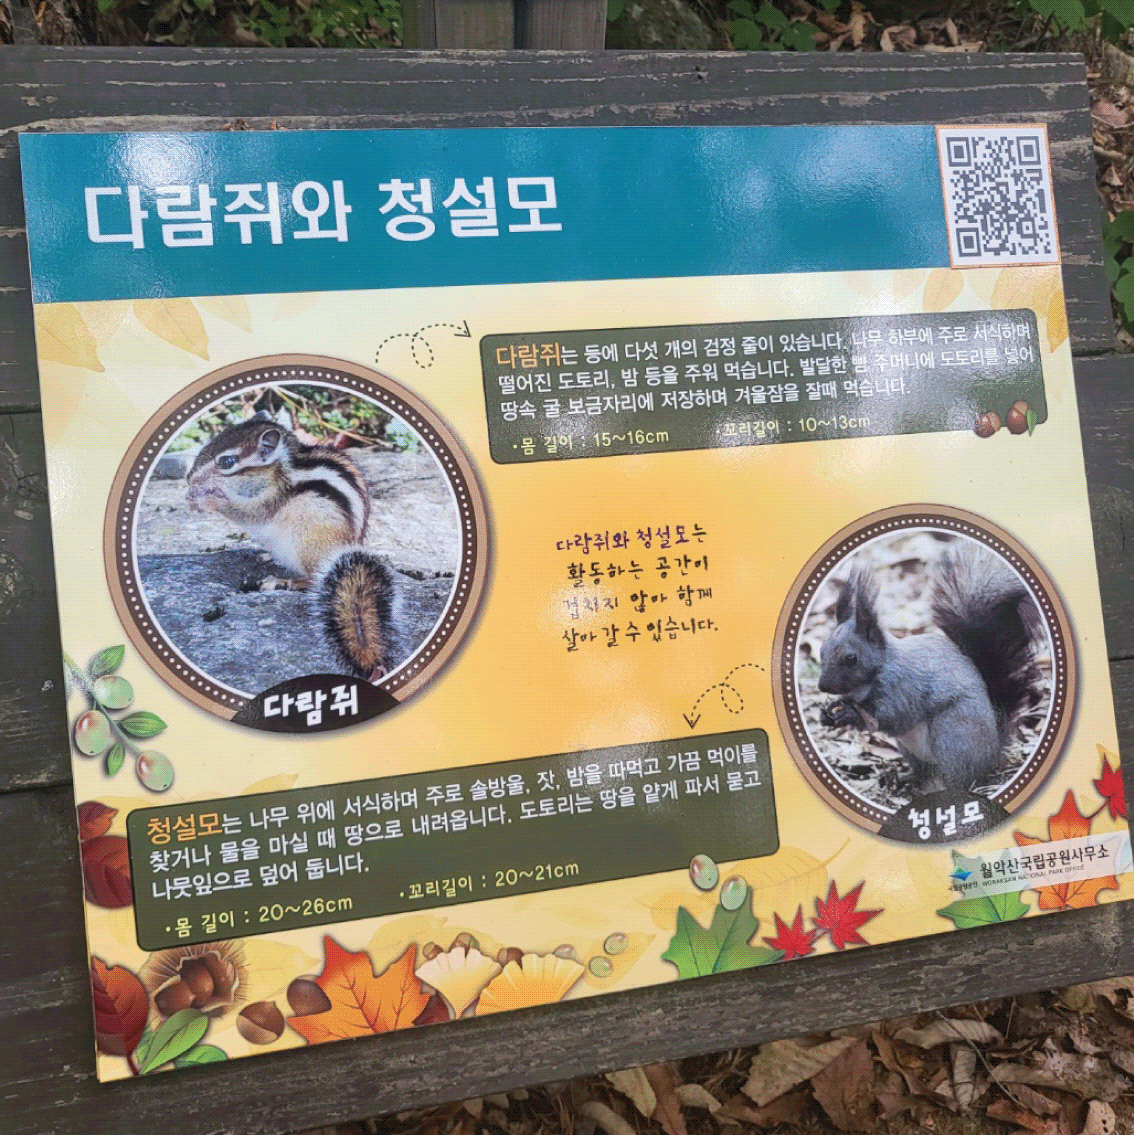 다람쥐와 청설모
다람쥐는 등에 다섯 개의 검정 줄이 있습니다. 나무 하부에 주로 서식하며
떨어진 도토리, 밤 등을 주워 먹습니다. 발달한 뺨 주머니에 도토리를 넣어
땅속 굴 보금자리에 저장하며 겨울잠을 잘때 먹습니다.
•몸 길이 : 15~16cm •꼬리길이 : 10~13cm
다람쥐
다람쥐와 청설모는
활동하는 공간이
겹치지 않아 함께
살아갈 수 있습니다.
청설모는 나무 위에 서식하며 주로 솔방울, 잣, 밤을 따먹고 가끔 먹이를
찾거나 물을 마실 때 땅으로 내려옵니다. 도토리는 땅을 얕게 파서 묻고
나뭇잎으로 덮어 둡니다.
•몸 길이 : 20~26cm •꼬리길이 : 20~21cm
청설모
국립공원공단
월악산국립공원사무소
WORAKSAN NATIONAL PARK OFFICE